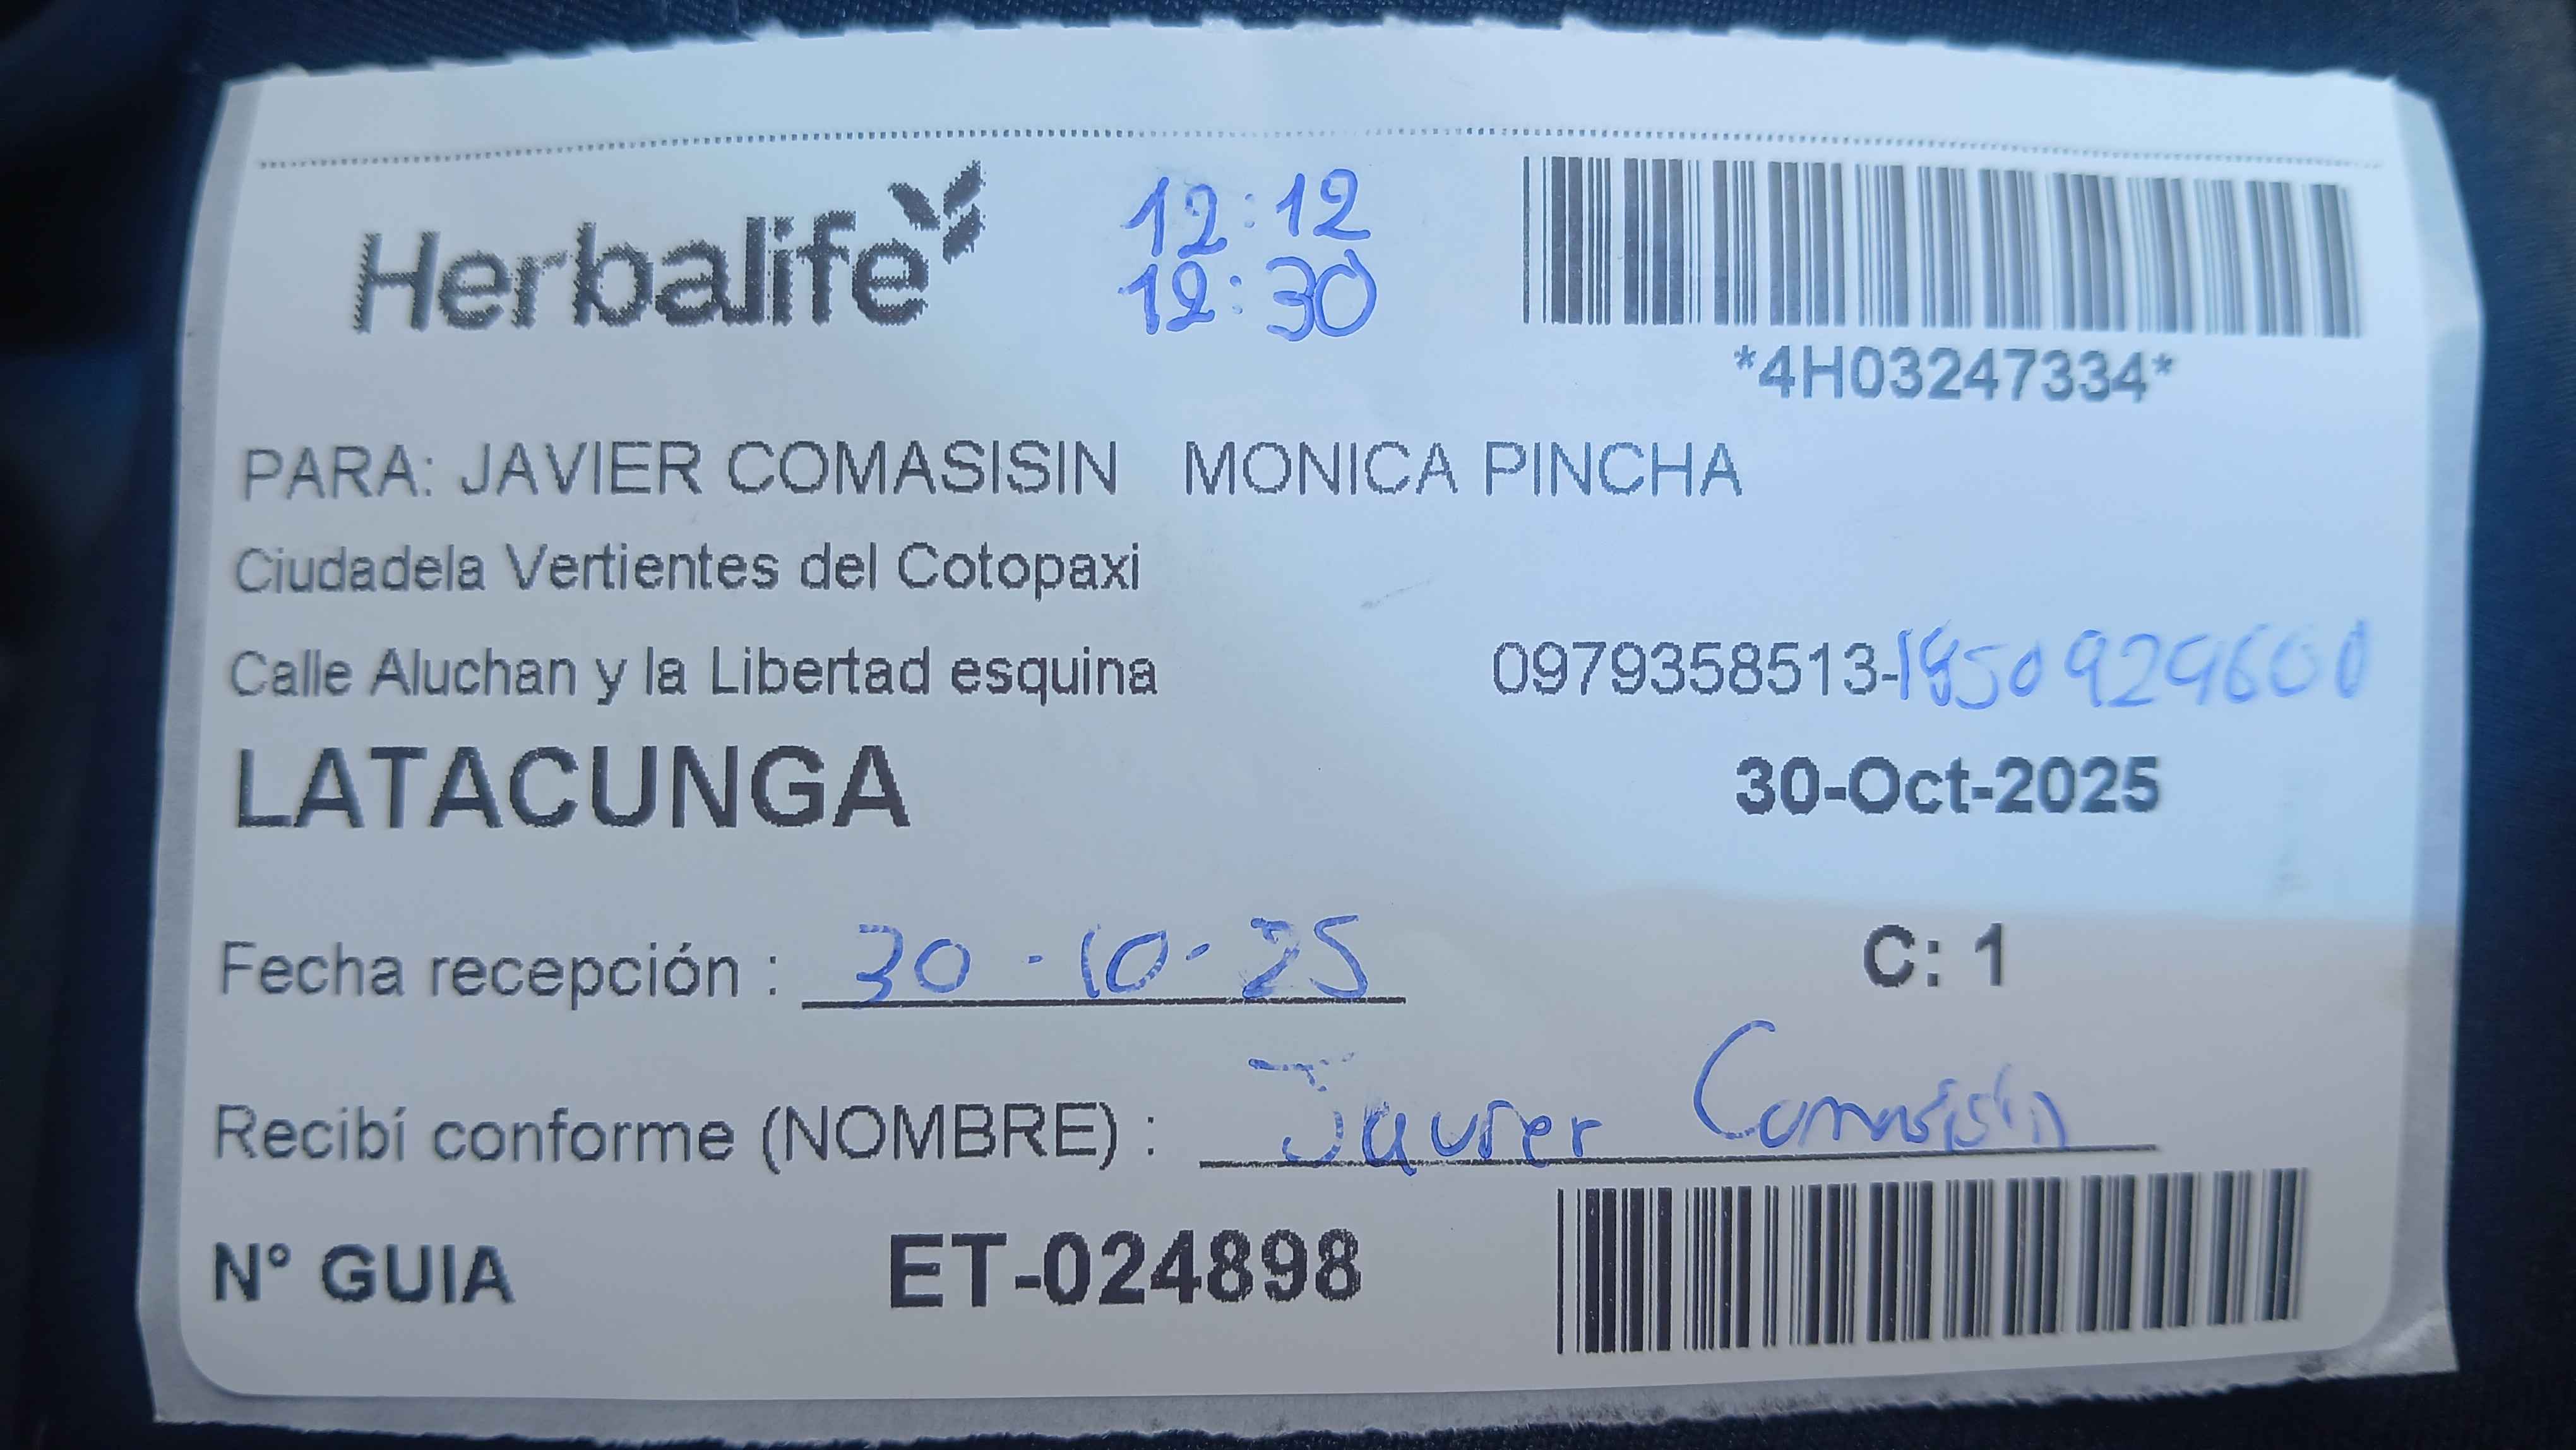 Herbalife
12:12
12:30
*4H03247334*
PARA: JAVIER COMASISIN MONICA PINCHA
Ciudadela Vertientes del Cotopaxi
Calle Aluchan y la Libertad esquina 0979358513-
LATACUNGA 30-Oct-2025
Fecha recepción : 30-10-25 C: 1
Recibí conforme (NOMBRE) : Javier Comasisin
N° GUIA ET-024898